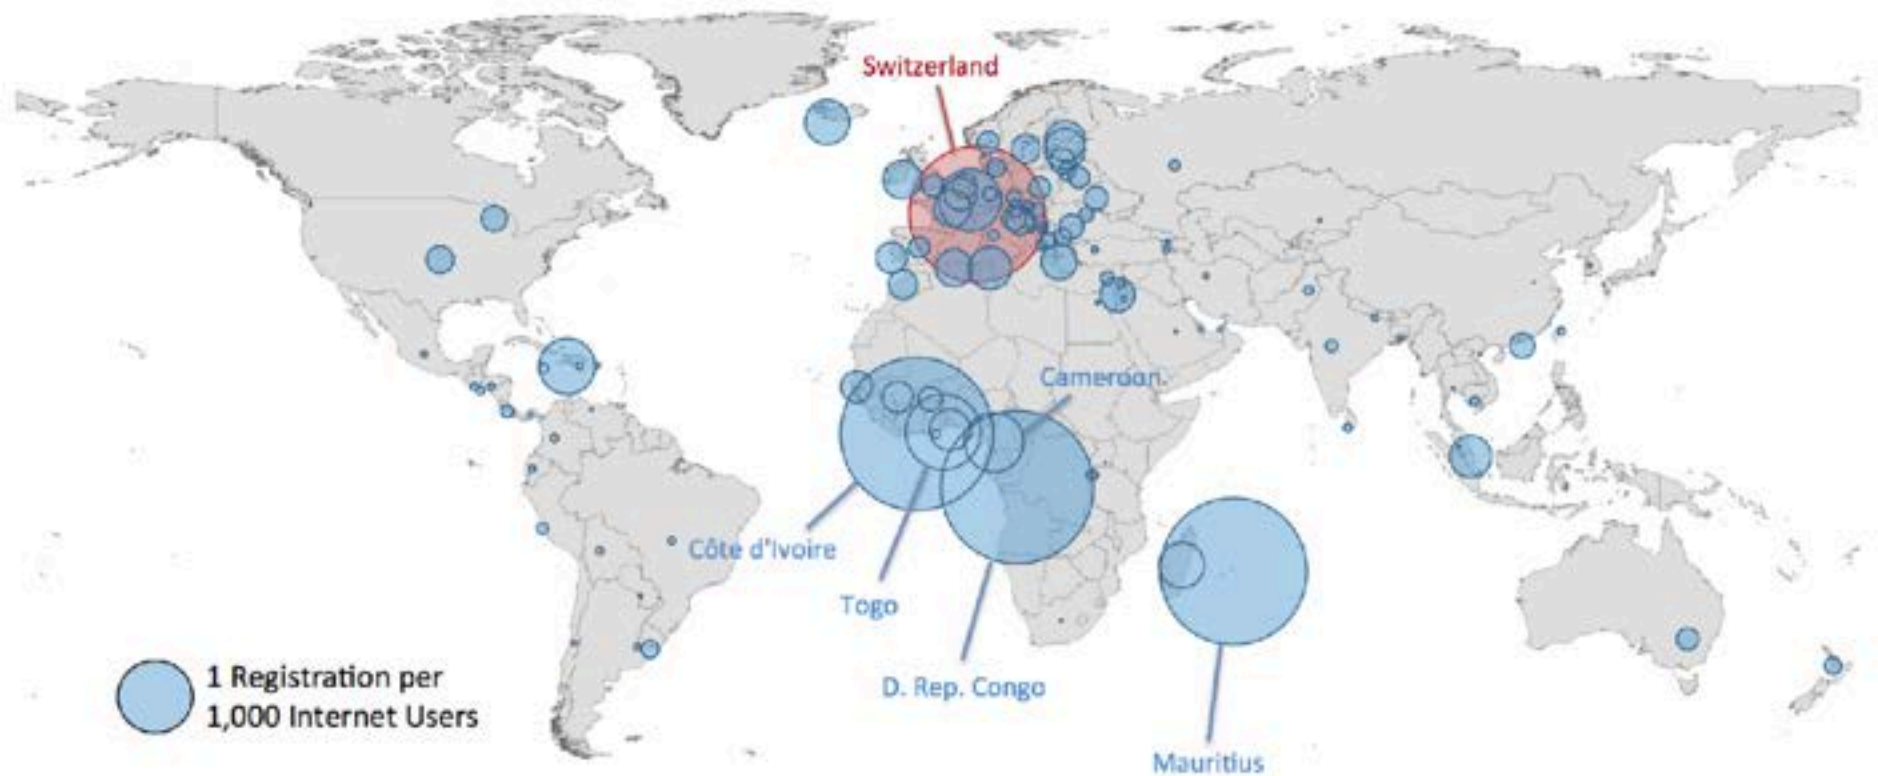 Switzerland
Cameroon
Côte d'Ivoire
Togo
D. Rep. Congo
Mauritius
1 Registration per
1,000 Internet Users